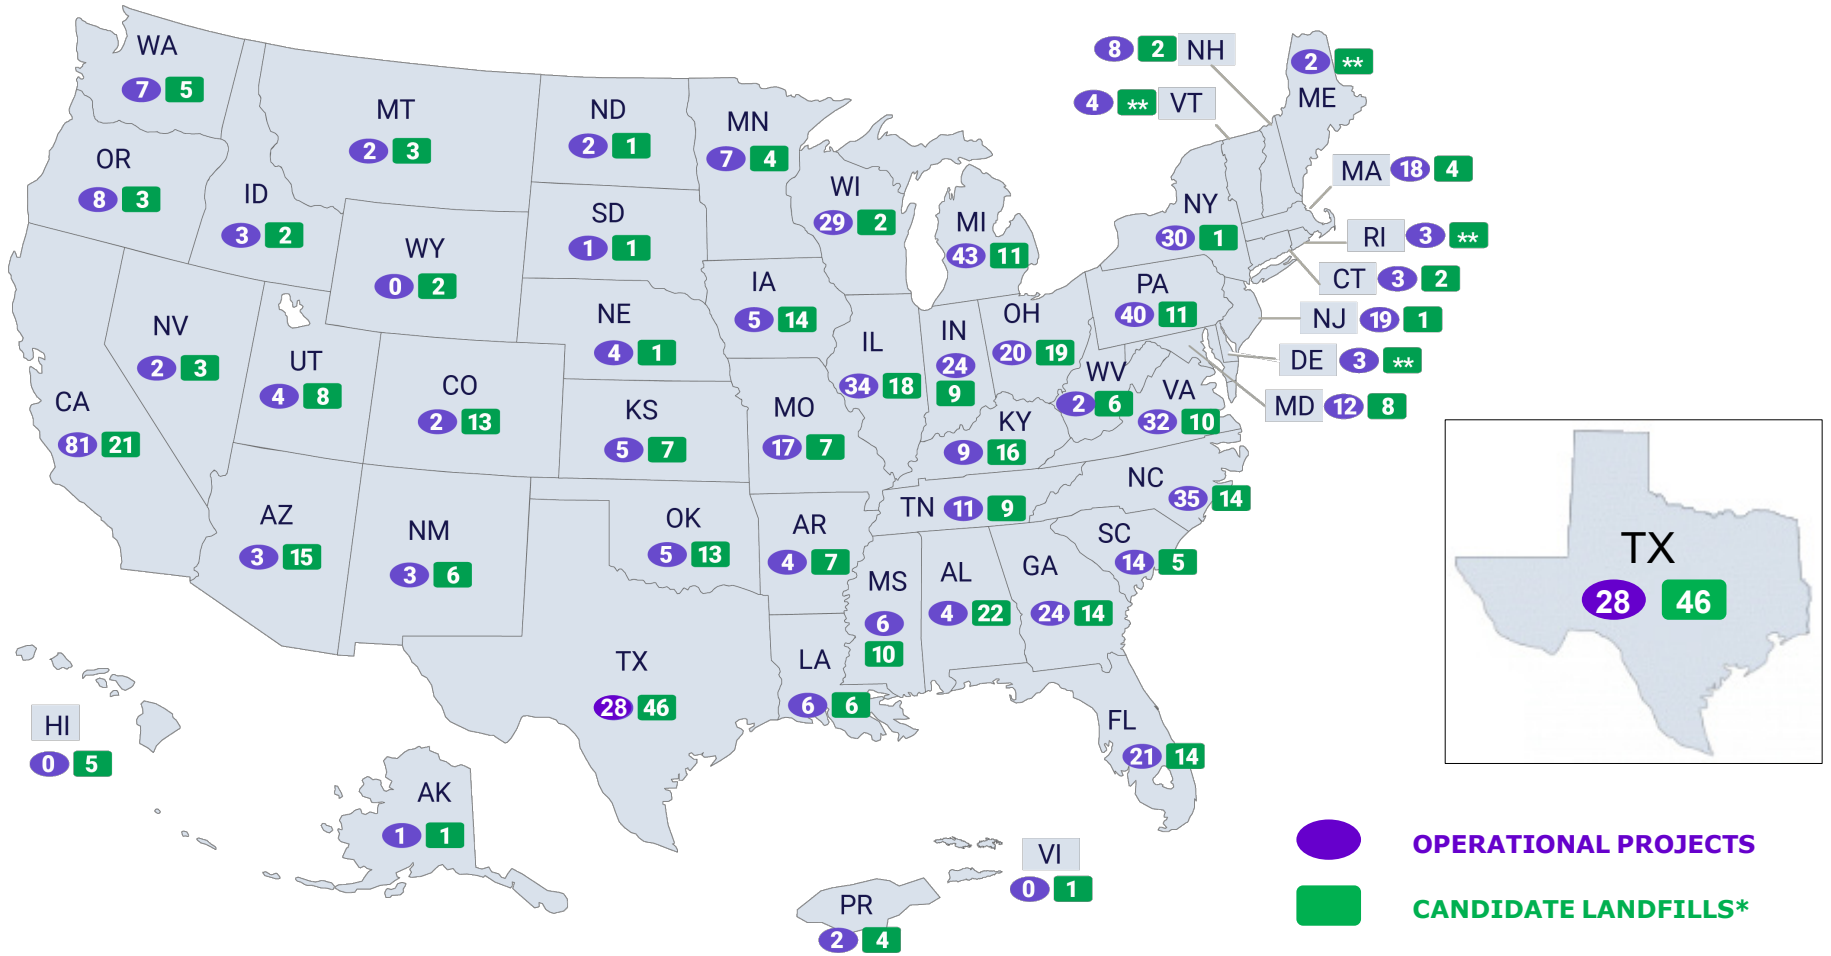 WA
7 5
MT
2 3
ND
2 1
MN
7 4
8 2 NH
2 **
ME
4 ** VT
OR
8 3
ID
3 2
WY
0 2
SD
1 1
WI
29 2
MI
43 11
NY
30 1
MA 18 4
RI 3 **
CT 3 2
NJ 19 1
DE 3 **
MD 12 8
NV
2 3
UT
4 8
CO
2 13
NE
4 1
IA
5 14
IL
34 18
IN
24
9
OH
20 19
PA
40 11
WV
2 6
VA
32 10
CA
81 21
KS
5 7
MO
17 7
KY
9 16
NC
35 14
TN 11 9
AZ
3 15
NM
3 6
OK
5 13
AR
4 7
MS
6
10
AL
4 22
GA
24 14
SC
14 5
TX
28 46
LA
6 6
FL
21 14
HI
0 5
AK
1 1
PR
2 4
VI
0 1
TX
28 46
OPERATIONAL PROJECTS
CANDIDATE LANDFILLS*